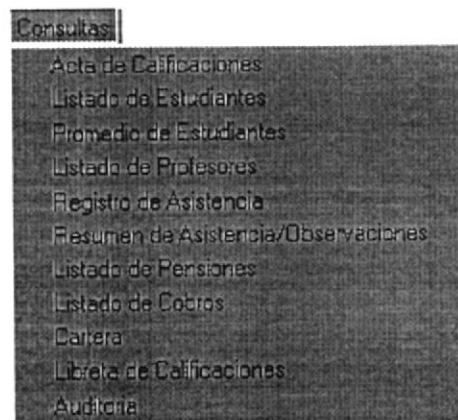 Consultas
Acta de Calificaciones
Listado de Estudiantes
Promedio de Estudiantes
Listado de Profesores
Registro de Asistencia
Resumen de Asistencia/Observaciones
Listado de Pensiones
Listado de Cobros
Cartera
Libreta de Calificaciones
Auditoria